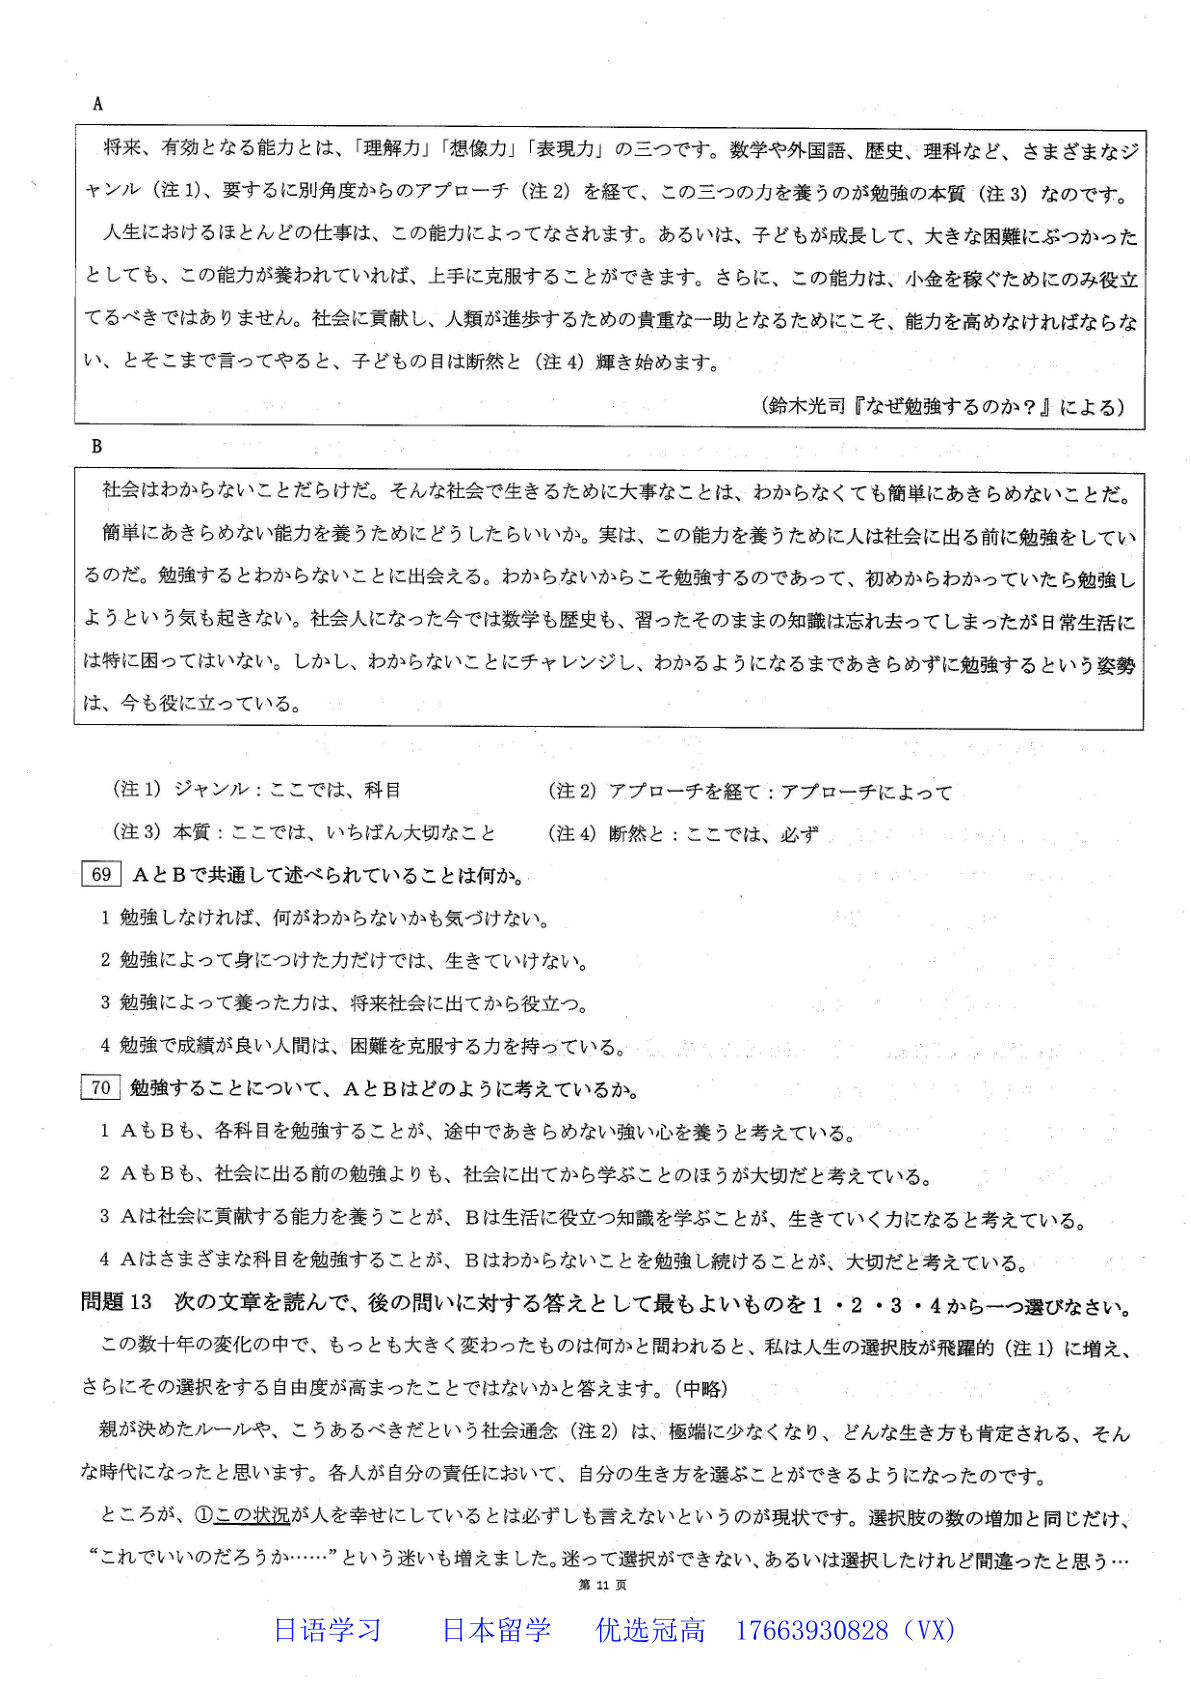 A
将来、有効となる能力とは、「理解力」「想像力」「表現力」の三つです。数学や外国語、歴史、理科など、さまざまなジ
ャンル（注1）、要するに別角度からのアプローチ（注2）を経て、この三つの力を養うのが勉強の本質（注3）なのです。
人生におけるほとんどの仕事は、この能力によってなされます。あるいは、子どもが成長して、大きな困難にぶつかった
としても、この能力が養われていれば、上手に克服することができます。さらに、この能力は、小金を稼ぐためにのみ役立
てるべきではありません。社会に貢献し、人類が進歩するための貴重な一助となるためにこそ、能力を高めなければならな
い、とそこまで言ってやると、子どもの目は断然と（注4）輝き始めます。
（鈴木光司『なぜ勉強するのか？』による）
B
社会はわからないことだらけだ。そんな社会で生きるために大事なことは、わからなくても簡単にあきらめないことだ。
簡単にあきらめない能力を養うためにどうしたらいいか。実は、この能力を養うために人は社会に出る前に勉強をしてい
るのだ。勉強するとわからないことに出会える。わからないからこそ勉強するのであって、初めからわかっていたら勉強し
ようという気も起きない。社会人になった今では数学も歴史も、習ったそのままの知識は忘れ去ってしまったが日常生活に
は特に困ってはいない。しかし、わからないことにチャレンジし、わかるようになるまであきらめずに勉強するという姿勢
は、今も役に立っている。
（注1）ジャンル：ここでは、科目 （注2）アプローチを経て：アプローチによって
（注3）本質：ここでは、いちばん大切なこと （注4）断然と：ここでは、必ず
69 AとBで共通して述べられていることは何か。
1 勉強しなければ、何がわからないかも気づけない。
2 勉強によって身につけた力だけでは、生きていけない。
3 勉強によって養った力は、将来社会に出てから役立つ。
4 勉強で成績が良い人間は、困難を克服する力を持っている。
70 勉強することについて、AとBはどのように考えているか。
1 AもBも、各科目を勉強することが、途中であきらめない強い心を養うと考えている。
2 AもBも、社会に出る前の勉強よりも、社会に出てから学ぶことのほうが大切だと考えている。
3 Aは社会に貢献する能力を養うことが、Bは生活に役立つ知識を学ぶことが、生きていく力になると考えている。
4 Aはさまざまな科目を勉強することが、Bはわからないことを勉強し続けることが、大切だと考えている。
問題13 次の文章を読んで、後の問いに対する答えとして最もよいものを1・2・3・4から一つ選びなさい。
この数十年の変化の中で、もっとも大きく変わったものは何かと問われると、私は人生の選択肢が飛躍的（注1）に増え、
さらにその選択をする自由度が高まったことではないかと答えます。（中略）
親が決めたルールや、こうあるべきだという社会通念（注2）は、極端に少なくなり、どんな生き方も肯定される、そん
な時代になったと思います。各人が自分の責任において、自分の生き方を選ぶことができるようになったのです。
ところが、①この状況が人を幸せにしているとは必ずしも言えないというのが現状です。選択肢の数の増加と同じだけ、
“これでいいのだろうか……”という迷いも増えました。迷って選択ができない、あるいは選択したけれど間違ったと思う…
第 11 页
日语学习 日本留学 优选冠高 17663930828（VX）